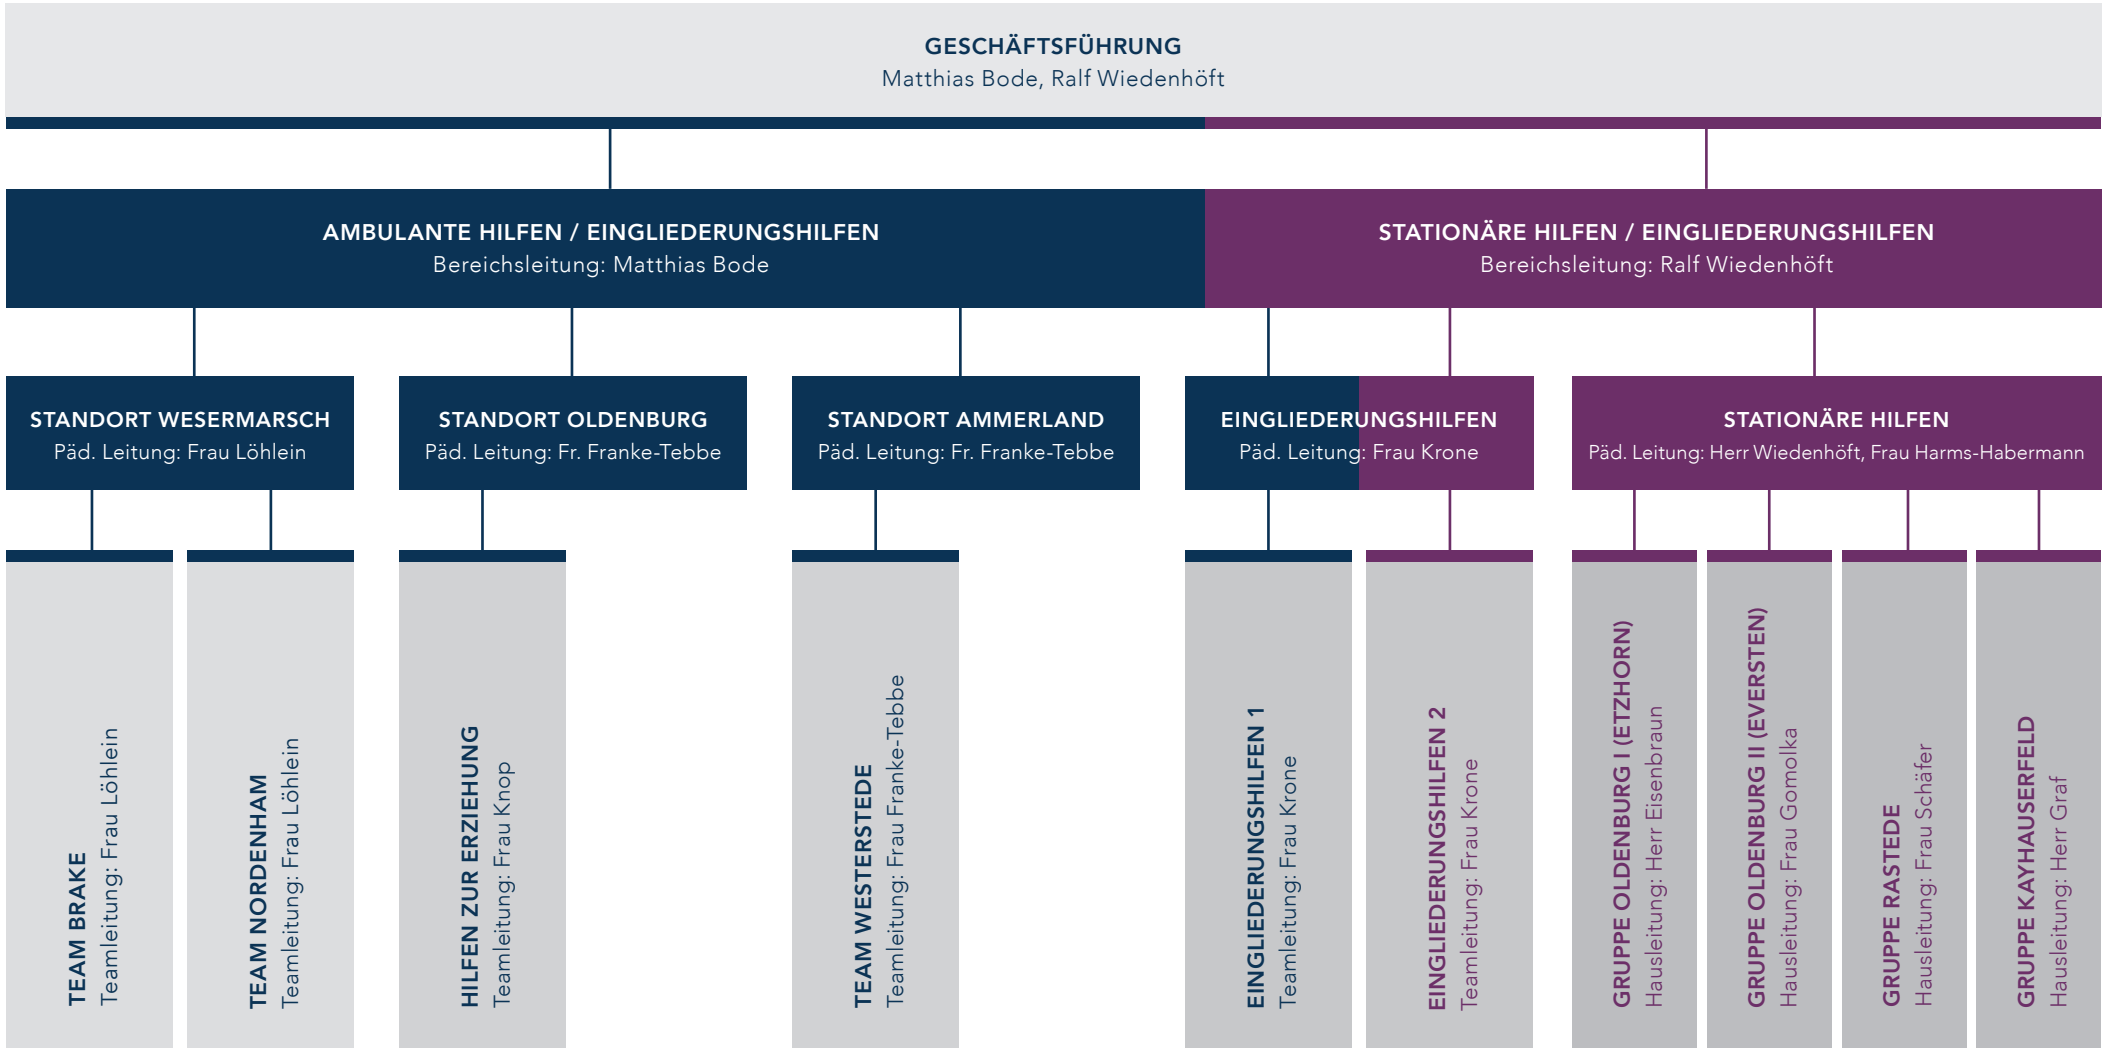 GESCHÄFTSFÜHRUNG
Matthias Bode, Ralf Wiedenhöft
AMBULANTE HILFEN / EINGLIEDERUNGSHILFEN
Bereichsleitung: Matthias Bode
STATIONÄRE HILFEN / EINGLIEDERUNGSHILFEN
Bereichsleitung: Ralf Wiedenhöft
STANDORT WESERMARSCH
Päd. Leitung: Frau Löhlein
STANDORT OLDENBURG
Päd. Leitung: Fr. Franke-Tebbe
STANDORT AMMERLAND
Päd. Leitung: Fr. Franke-Tebbe
EINGLIEDERUNGSHILFEN
Päd. Leitung: Frau Krone
STATIONÄRE HILFEN
Päd. Leitung: Herr Wiedenhöft, Frau Harms-Habermann
TEAM BRAKE
Teamleitung: Frau Löhlein
TEAM NORDENHAM
Teamleitung: Frau Löhlein
HILFEN ZUR ERZIEHUNG
Teamleitung: Frau Knop
TEAM WESTERSTEDE
Teamleitung: Frau Franke-Tebbe
EINGLIEDERUNGSHILFEN 1
Teamleitung: Frau Krone
EINGLIEDERUNGSHILFEN 2
Teamleitung: Frau Krone
GRUPPE OLDENBURG I (ETZHORN)
Hausleitung: Herr Eisenbraun
GRUPPE OLDENBURG II (EVERSTEN)
Hausleitung: Frau Gomolka
GRUPPE RASTEDE
Hausleitung: Frau Schäfer
GRUPPE KAYHAUSERFELD
Hausleitung: Herr Graf